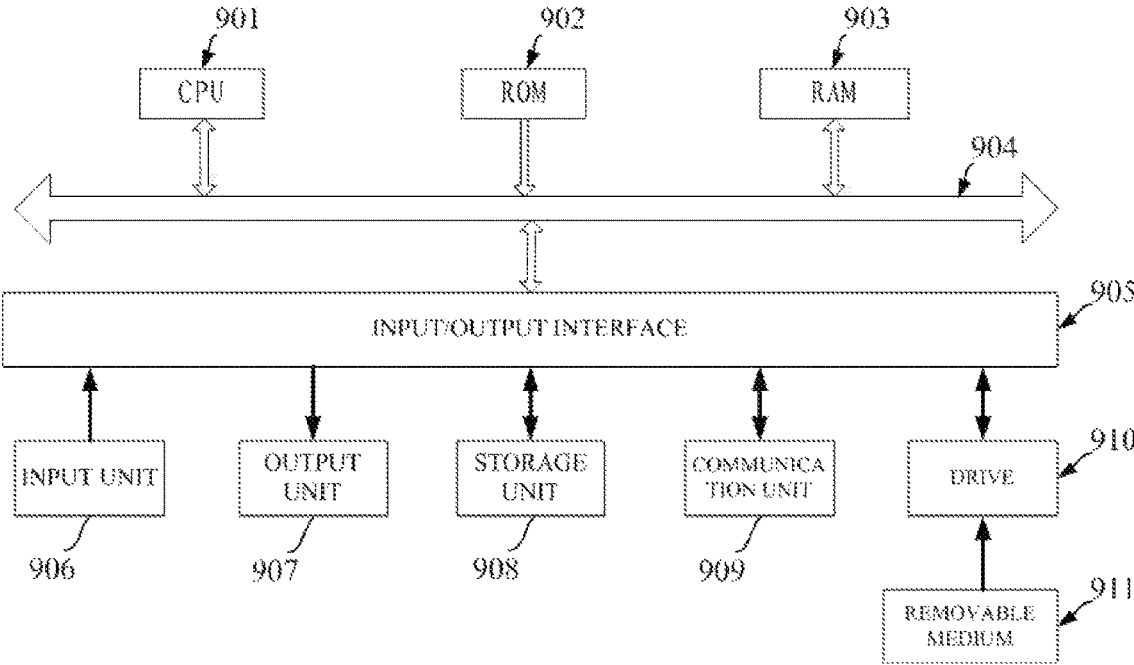 901
902
903
CPU
ROM
RAM
904
905
INPUT/OUTPUT INTERFACE
INPUT UNIT
OUTPUT
UNIT
STORAGE
UNIT
COMMUNICA
TION UNIT
DRIVE
910
906
907
908
909
911
REMOVABLE
MEDIUM